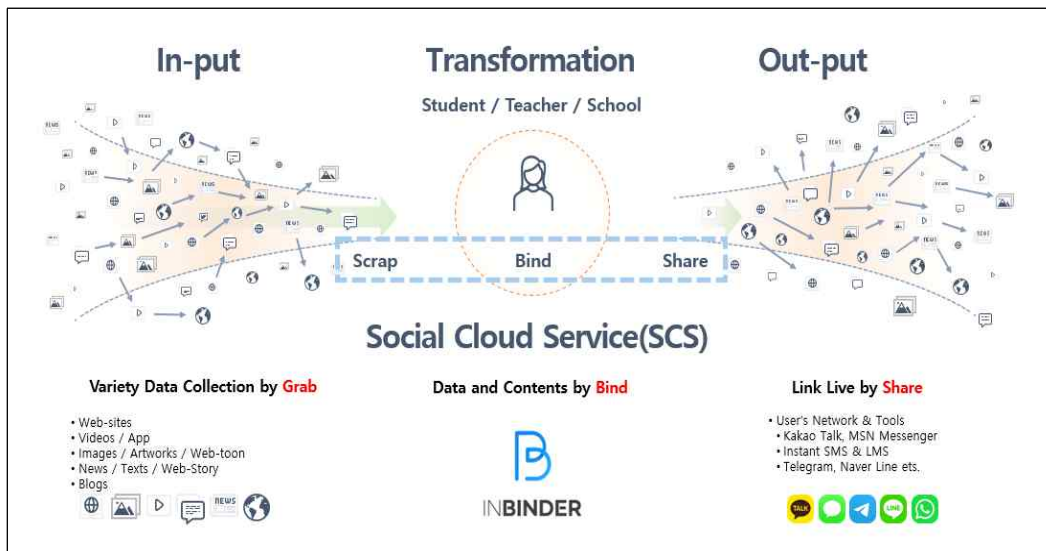 In-put
Transformation
Out-put
Student / Teacher / School
Scrap
Bind
Share
Social Cloud Service(SCS)
Variety Data Collection by Grab
• Web-sites
• Videos / App
• Images / Artworks / Web-toon
• News / Texts / Web-Story
• Blogs
NEWS
Data and Contents by Bind
INBINDER
Link Live by Share
• User's Network & Tools
• Kakao Talk, MSN Messenger
• Instant SMS & LMS
• Telegram, Naver Line ets.
TALK
LINE